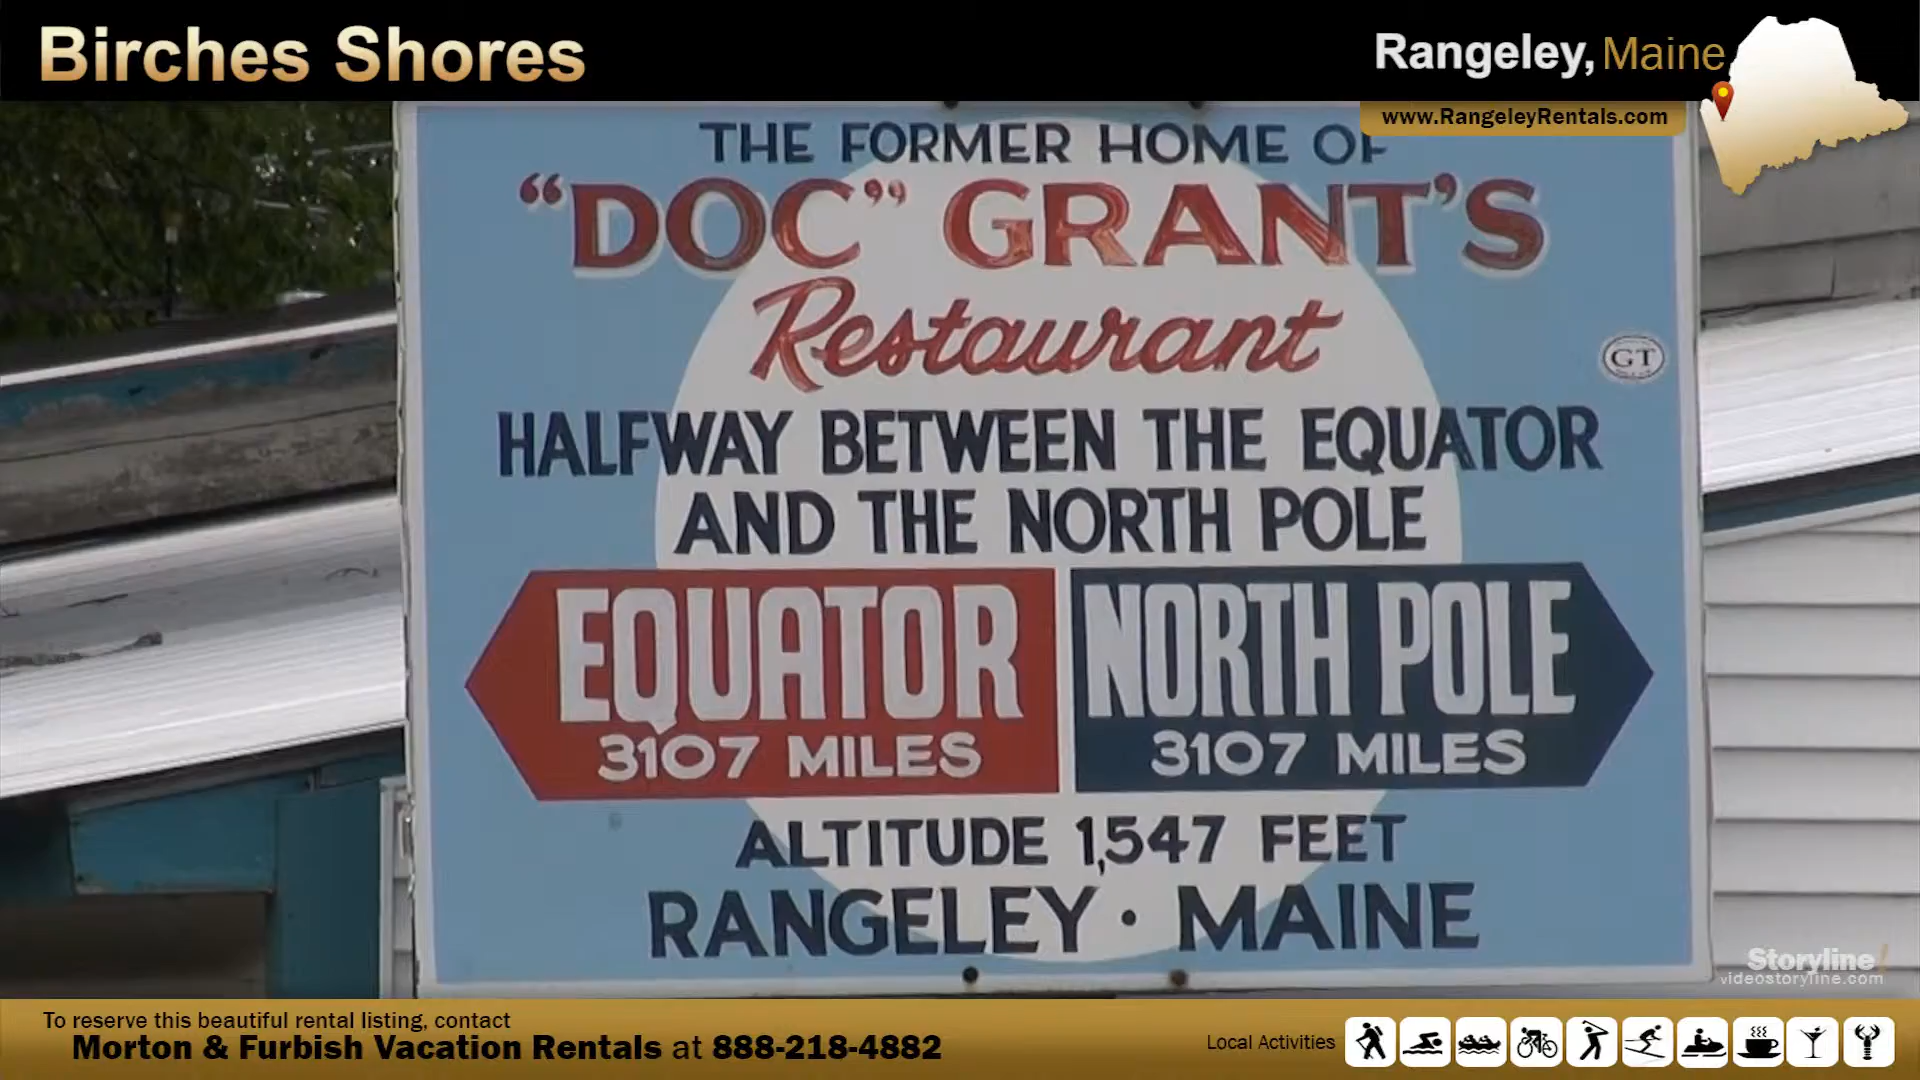 Birches Shores
Rangeley, Maine
www.RangeleyRentals.com
THE FORMER HOME OF
"DOC" GRANT'S
Restaurant
GT
HALFWAY BETWEEN THE EQUATOR
AND THE NORTH POLE
EQUATOR
3107 MILES
NORTH POLE
3107 MILES
ALTITUDE 1,547 FEET
RANGELEY • MAINE
Storyline
videostoryline.com
To reserve this beautiful rental listing, contact
Morton & Furbish Vacation Rentals at 888-218-4882
Local Activities